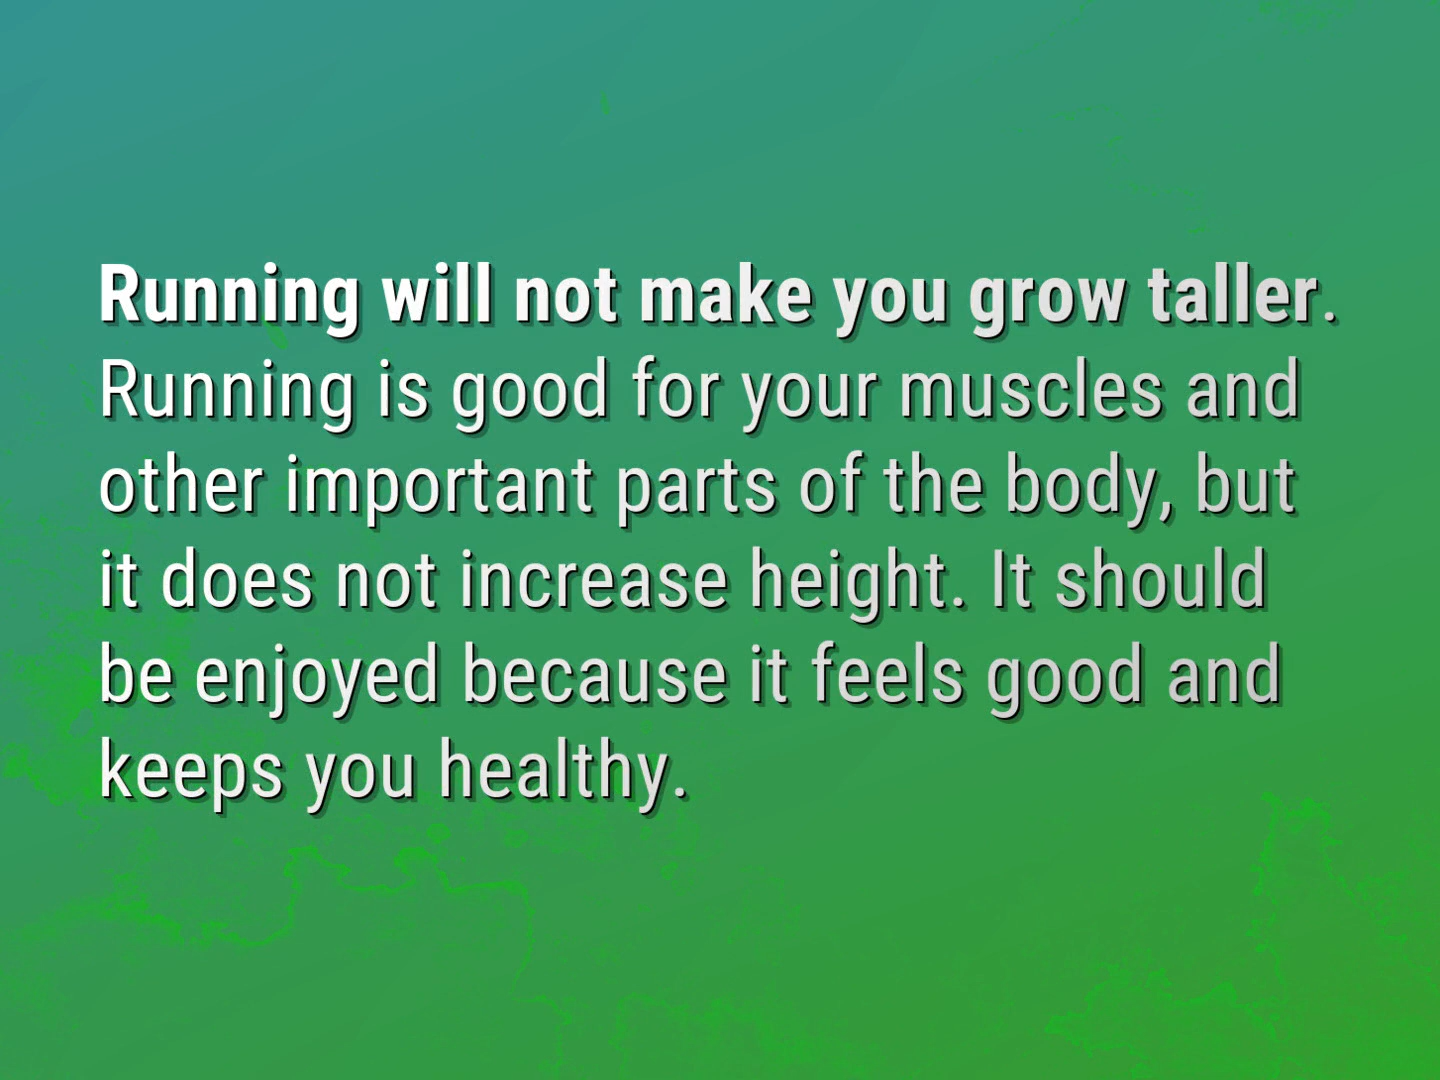 Running will not make you grow taller.
Running is good for your muscles and
other important parts of the body, but
it does not increase height. It should
be enjoyed because it feels good and
keeps you healthy.